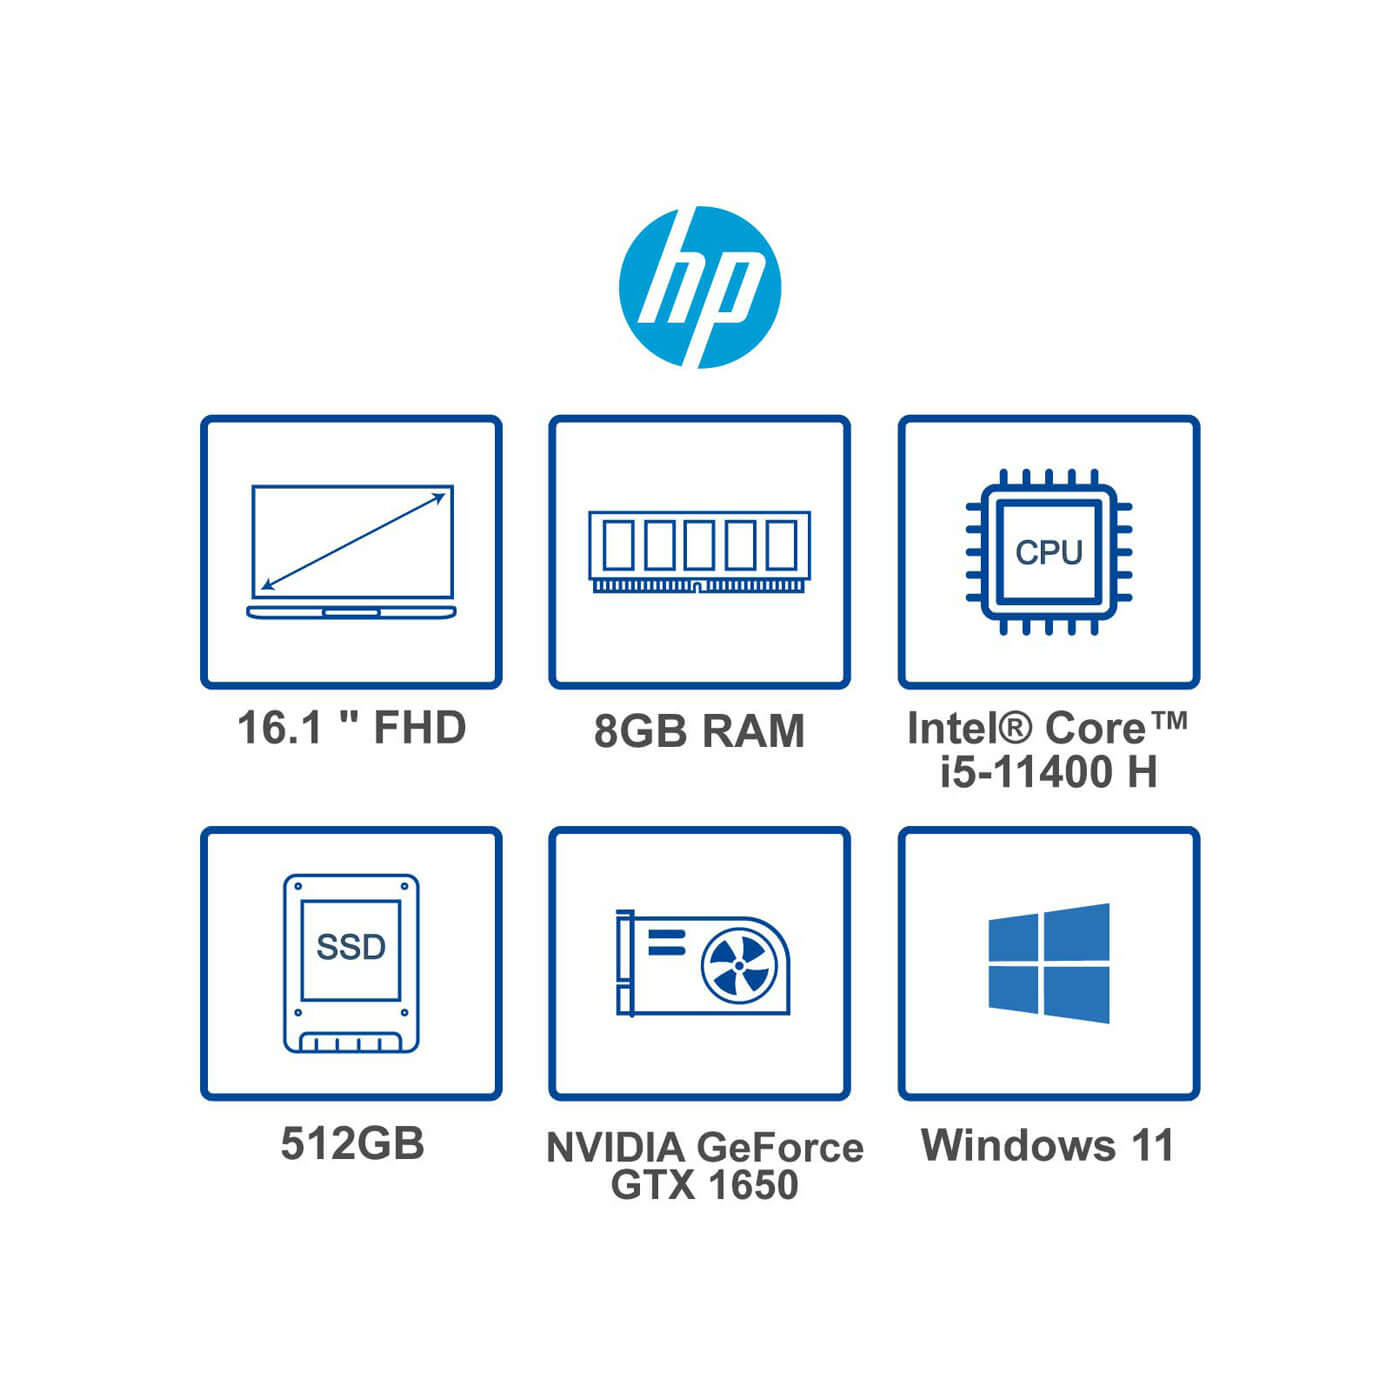 hp
CPU
16.1 " FHD
8GB RAM
Intel® Core™
i5-11400 H
SSD
512GB
NVIDIA GeForce
GTX 1650
Windows 11